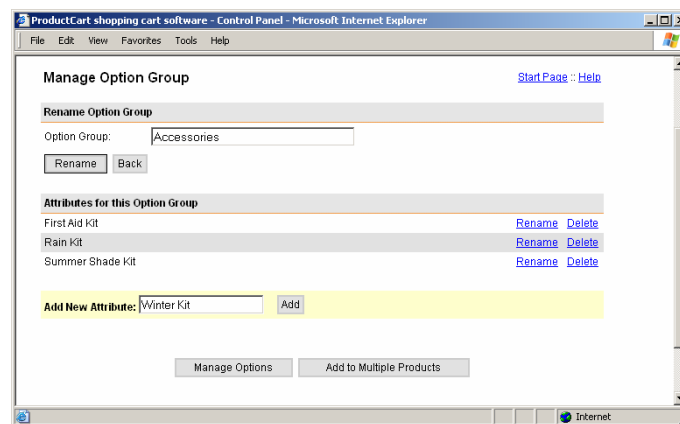 ProductCart shopping cart software - Control Panel - Microsoft Internet Explorer
File Edit View Favorites Tools Help
Manage Option Group Start Page :: Help
Rename Option Group
Option Group: Accessories
Rename Back
Attributes for this Option Group
First Aid Kit Rename Delete
Rain Kit Rename Delete
Summer Shade Kit Rename Delete
Add New Attribute: Winter Kit Add
Manage Options Add to Multiple Products
Internet